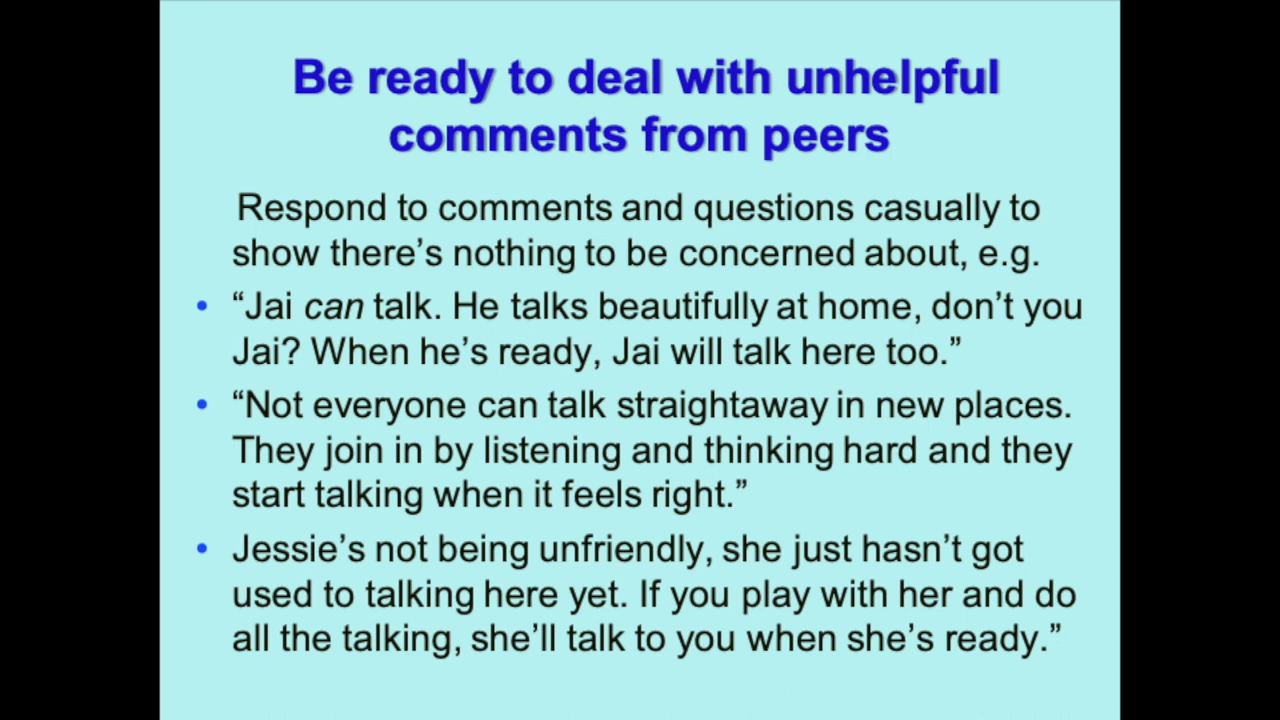 Be ready to deal with unhelpful
comments from peers
Respond to comments and questions casually to
show there’s nothing to be concerned about, e.g.
• “Jai can talk. He talks beautifully at home, don’t you
Jai? When he’s ready, Jai will talk here too.”
• “Not everyone can talk straightaway in new places.
They join in by listening and thinking hard and they
start talking when it feels right.”
• Jessie’s not being unfriendly, she just hasn’t got
used to talking here yet. If you play with her and do
all the talking, she’ll talk to you when she’s ready.”